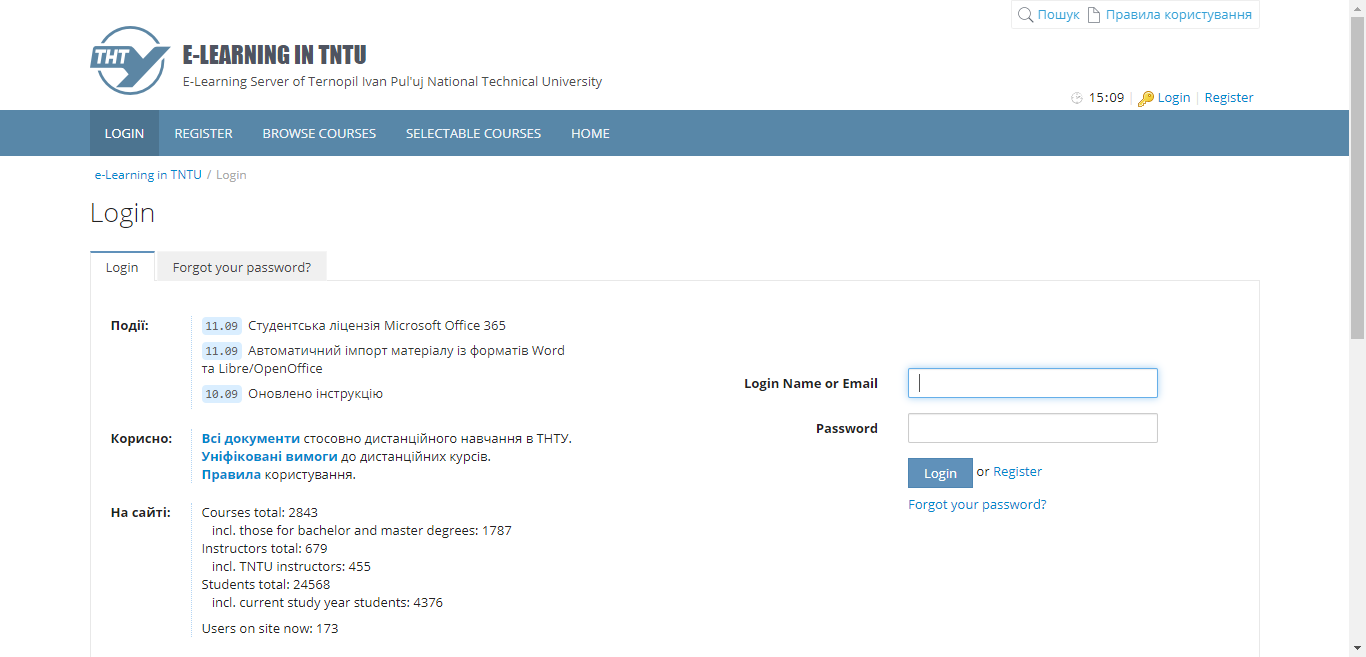 Пошук Правила користування
ТНТУ
E-LEARNING IN TNTU
E-Learning Server of Ternopil Ivan Pul'uj National Technical University
15:09 | Login | Register
LOGIN REGISTER BROWSE COURSES SELECTABLE COURSES HOME
e-Learning in TNTU / Login
Login
Login Forgot your password?
Події:
11.09 Студентська ліцензія Microsoft Office 365
11.09 Автоматичний імпорт матеріалу із форматів Word
та Libre/OpenOffice
10.09 Оновлено інструкцію
Корисно:
Всі документи стосовно дистанційного навчання в ТНТУ.
Уніфіковані вимоги до дистанційних курсів.
Правила користування.
На сайті:
Courses total: 2843
incl. those for bachelor and master degrees: 1787
Instructors total: 679
incl. TNTU instructors: 455
Students total: 24568
incl. current study year students: 4376
Users on site now: 173
Login Name or Email
Password
Login or Register
Forgot your password?